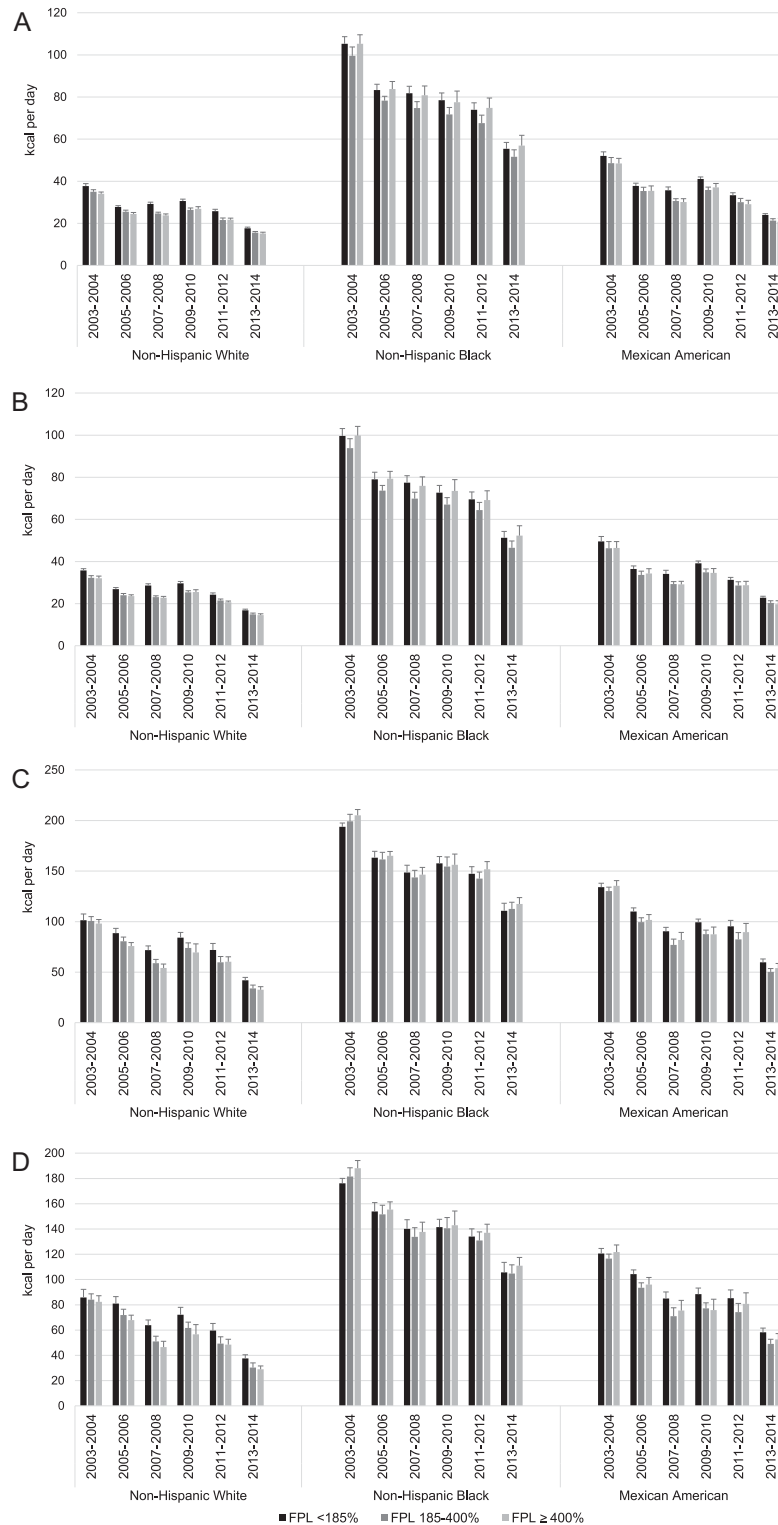 A
kcal per day
120
100
80
60
40
20
0
2003-2004 2005-2006 2007-2008 2009-2010 2011-2012 2013-2014 2003-2004 2005-2006 2007-2008 2009-2010 2011-2012 2013-2014 2003-2004 2005-2006 2007-2008 2009-2010 2011-2012 2013-2014
Non-Hispanic White Non-Hispanic Black Mexican American
B
kcal per day
120
100
80
60
40
20
0
2003-2004 2005-2006 2007-2008 2009-2010 2011-2012 2013-2014 2003-2004 2005-2006 2007-2008 2009-2010 2011-2012 2013-2014 2003-2004 2005-2006 2007-2008 2009-2010 2011-2012 2013-2014
Non-Hispanic White Non-Hispanic Black Mexican American
C
kcal per day
250
200
150
100
50
0
2003-2004 2005-2006 2007-2008 2009-2010 2011-2012 2013-2014 2003-2004 2005-2006 2007-2008 2009-2010 2011-2012 2013-2014 2003-2004 2005-2006 2007-2008 2009-2010 2011-2012 2013-2014
Non-Hispanic White Non-Hispanic Black Mexican American
D
kcal per day
200
180
160
140
120
100
80
60
40
20
0
2003-2004 2005-2006 2007-2008 2009-2010 2011-2012 2013-2014 2003-2004 2005-2006 2007-2008 2009-2010 2011-2012 2013-2014 2003-2004 2005-2006 2007-2008 2009-2010 2011-2012 2013-2014
Non-Hispanic White Non-Hispanic Black Mexican American
FPL <185% FPL 185-400% FPL ≥ 400%